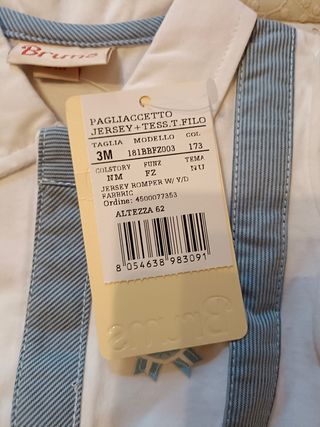 Brums
PAGLIACCETTO
JERSEY+TESS.T.FILO
TAGLIA MODELLO COL
3M 181BBFZ003 173
COLSTORY FUNZ TEMA
NM FZ NU
JERSEY ROMPER W/ Y/D
FABBRIC
Ordine: 4500077353
ALTEZZA 62
8 054638 983091
Brums